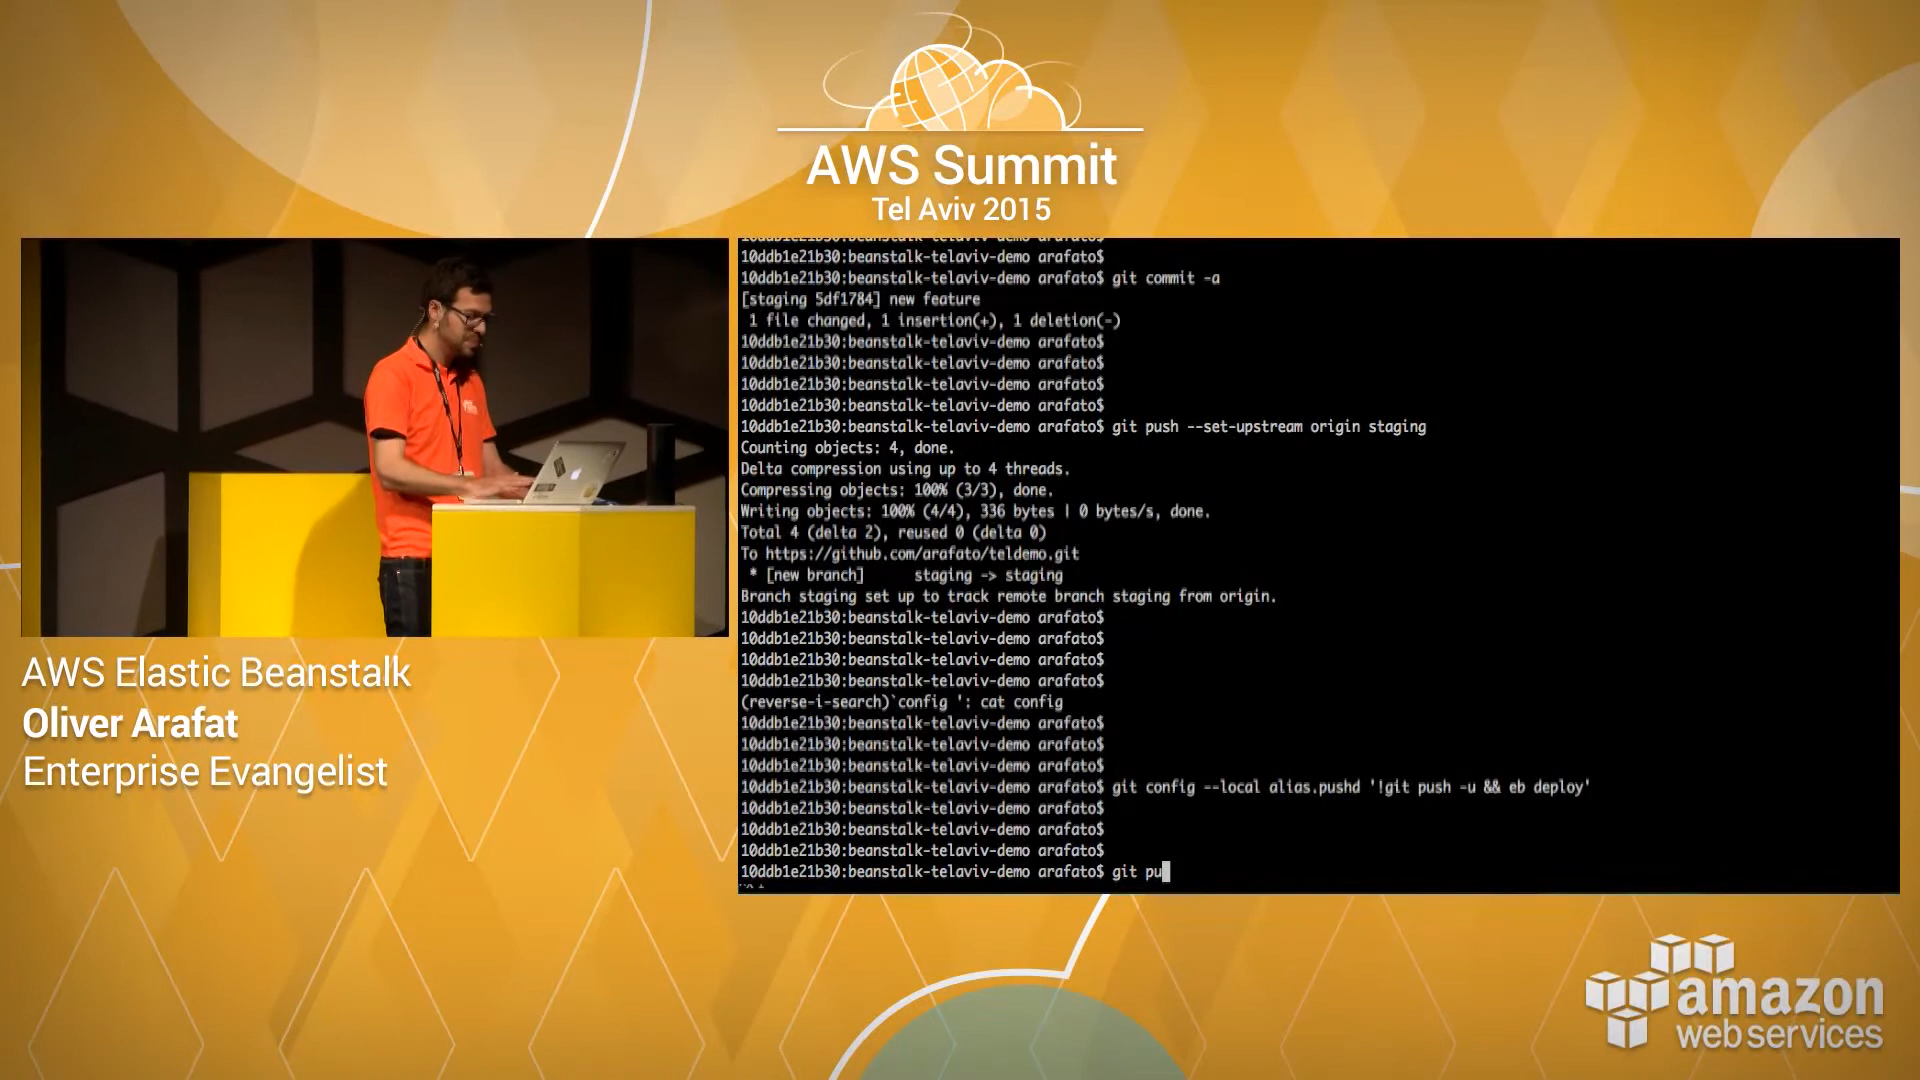 AWS Summit
Tel Aviv 2015
10ddb1e21b30:beanstalk-telaviv-demo arafato$
10ddb1e21b30:beanstalk-telaviv-demo arafato$
10ddb1e21b30:beanstalk-telaviv-demo arafato$ git commit -a
[staging 5df1784] new feature
1 file changed, 1 insertion(+), 1 deletion(-)
10ddb1e21b30:beanstalk-telaviv-demo arafato$
10ddb1e21b30:beanstalk-telaviv-demo arafato$
10ddb1e21b30:beanstalk-telaviv-demo arafato$
10ddb1e21b30:beanstalk-telaviv-demo arafato$
10ddb1e21b30:beanstalk-telaviv-demo arafato$ git push --set-upstream origin staging
Counting objects: 4, done.
Delta compression using up to 4 threads.
Compressing objects: 100% (3/3), done.
Writing objects: 100% (4/4), 336 bytes | 0 bytes/s, done.
Total 4 (delta 2), reused 0 (delta 0)
To https://github.com/arafato/teldemo.git
* [new branch] staging -> staging
Branch staging set up to track remote branch staging from origin.
10ddb1e21b30:beanstalk-telaviv-demo arafato$
10ddb1e21b30:beanstalk-telaviv-demo arafato$
10ddb1e21b30:beanstalk-telaviv-demo arafato$
10ddb1e21b30:beanstalk-telaviv-demo arafato$
(reverse-i-search)`config ': cat config
10ddb1e21b30:beanstalk-telaviv-demo arafato$
10ddb1e21b30:beanstalk-telaviv-demo arafato$
10ddb1e21b30:beanstalk-telaviv-demo arafato$
10ddb1e21b30:beanstalk-telaviv-demo arafato$ git config --local alias.pushd '!git push -u && eb deploy'
10ddb1e21b30:beanstalk-telaviv-demo arafato$
10ddb1e21b30:beanstalk-telaviv-demo arafato$
10ddb1e21b30:beanstalk-telaviv-demo arafato$
10ddb1e21b30:beanstalk-telaviv-demo arafato$ git pu
AWS Elastic Beanstalk
Oliver Arafat
Enterprise Evangelist
amazon
web services